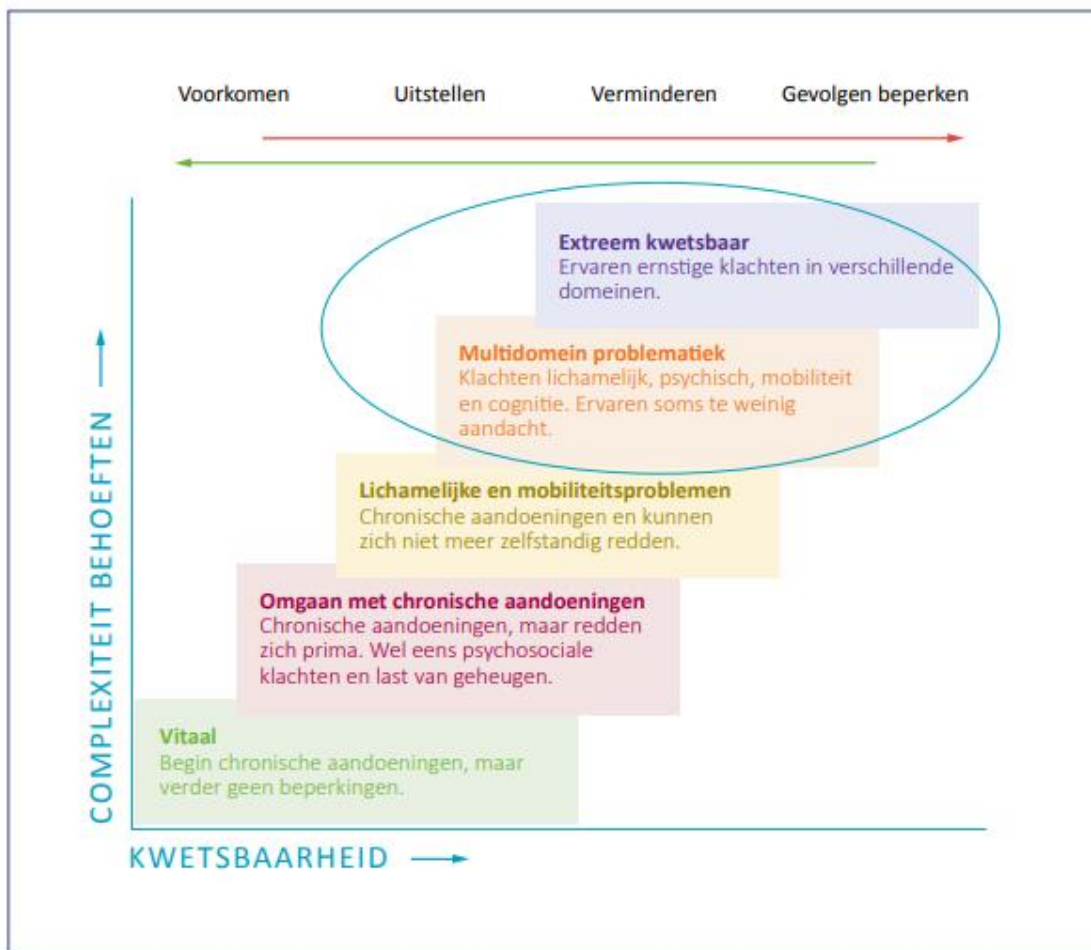 Voorkomen Uitstellen Verminderen Gevolgen beperken
Extreem kwetsbaar
Ervaren ernstige klachten in verschillende
domeinen.
Multidomein problematiek
Klachten lichamelijk, psychisch, mobiliteit
en cognitie. Ervaren soms te weinig
aandacht.
Lichamelijke en mobiliteitsproblemen
Chronische aandoeningen en kunnen
zich niet meer zelfstandig redden.
Omgaan met chronische aandoeningen
Chronische aandoeningen, maar redden
zich prima. Wel eens psychosociale
klachten en last van geheugen.
Vitaal
Begin chronische aandoeningen, maar
verder geen beperkingen.
COMPLEXITEIT BEHOEFTEN
KWETSBAARHEID